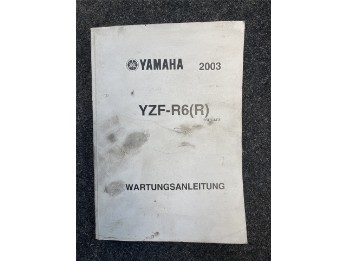 YAMAHA 2003
YZF-R6(R)
WARTUNGSANLEITUNG